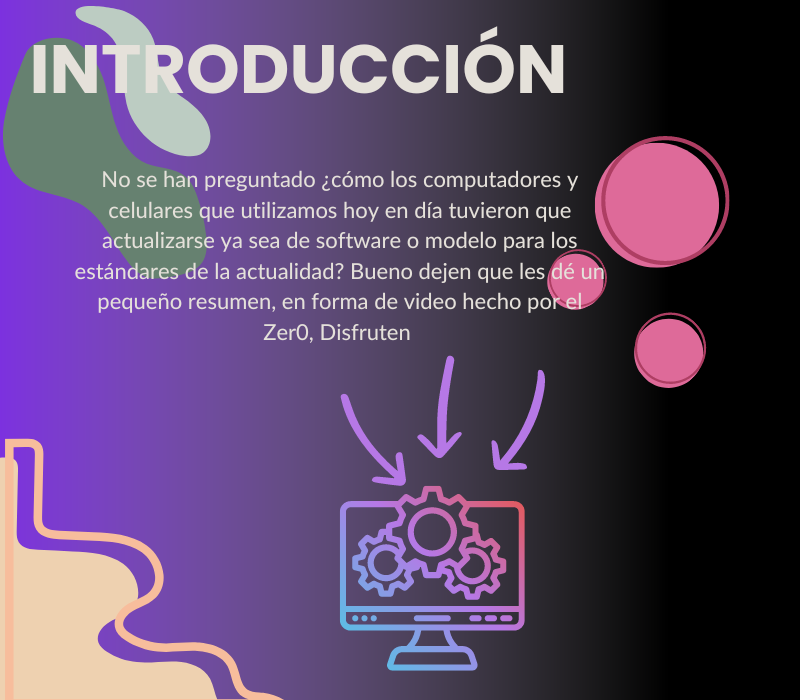 INTRODUCCIÓN
No se han preguntado ¿cómo los computadores y
celulares que utilizamos hoy en día tuvieron que
actualizarse ya sea de software o modelo para los
estándares de la actualidad? Bueno dejen que les dé un
pequeño resumen, en forma de video hecho por el
Zer0, Disfruten